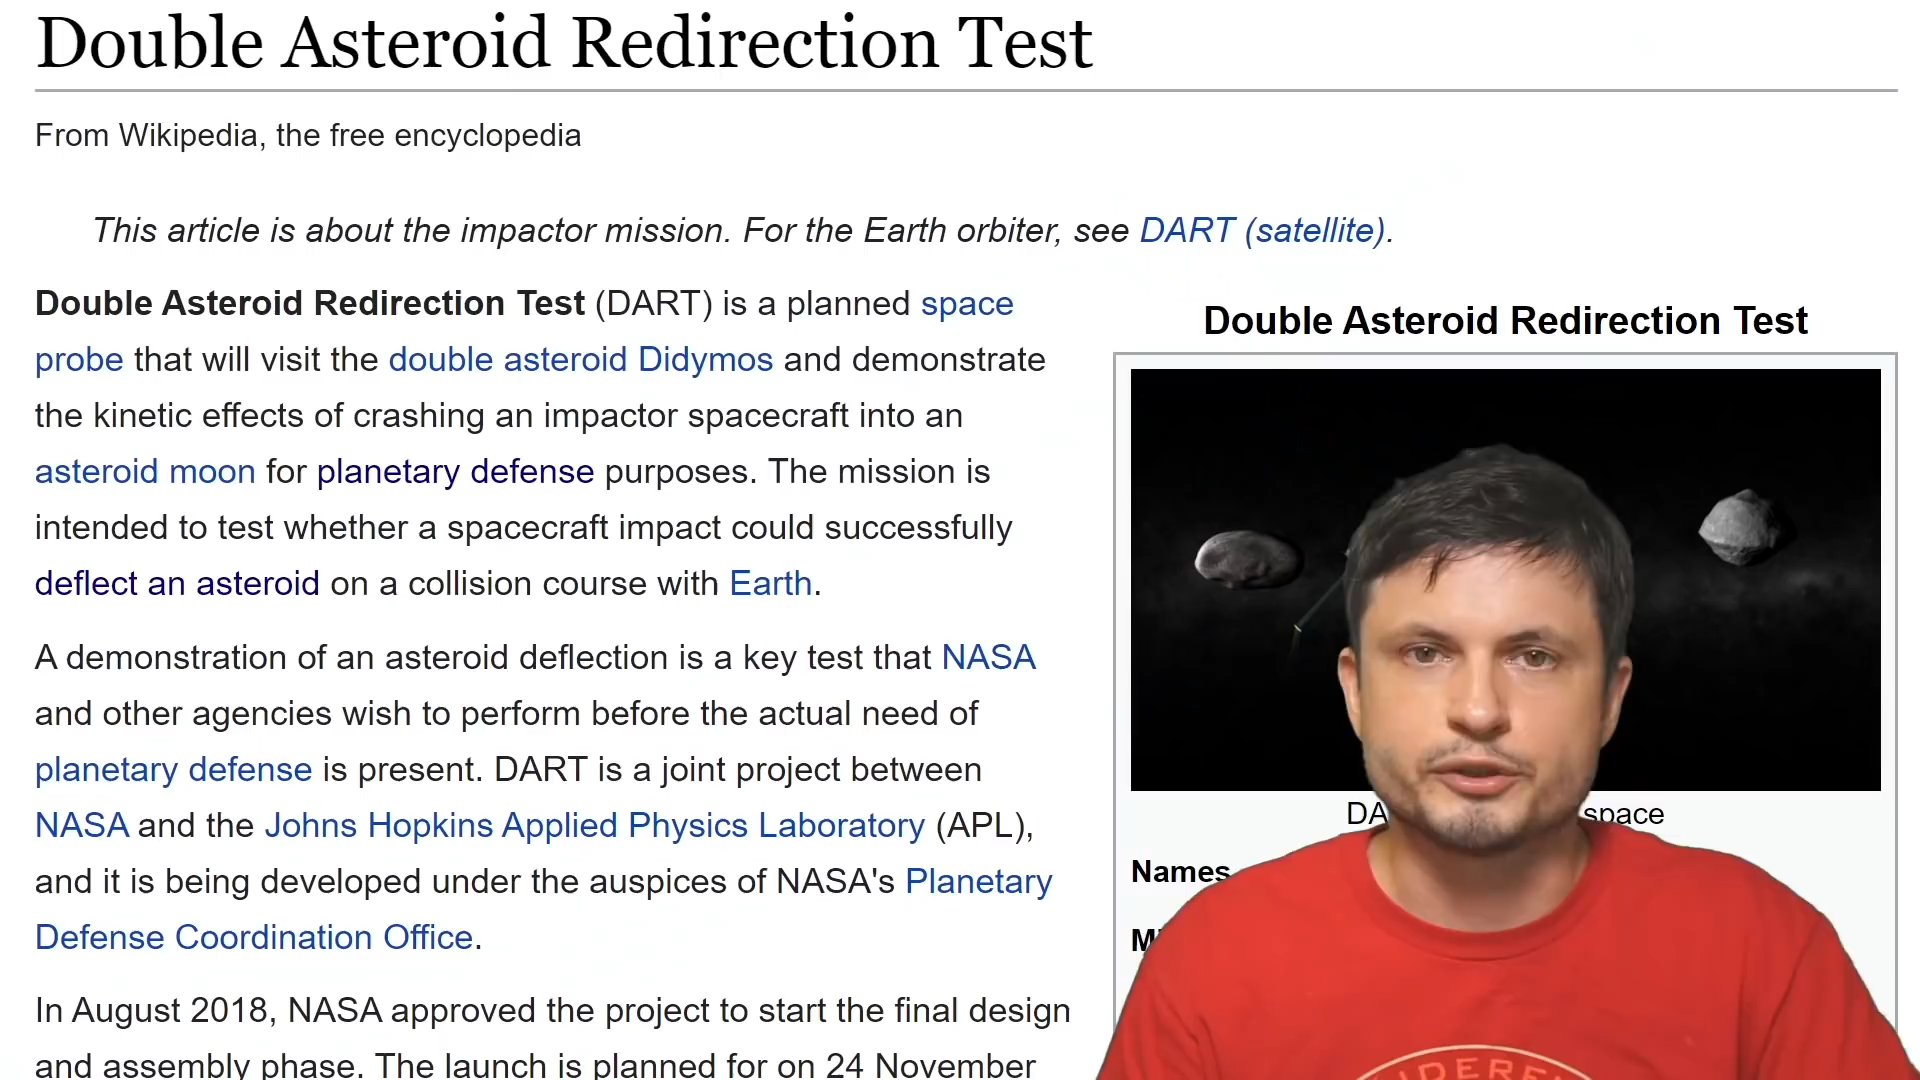 Double Asteroid Redirection Test
From Wikipedia, the free encyclopedia
This article is about the impactor mission. For the Earth orbiter, see DART (satellite).
Double Asteroid Redirection Test (DART) is a planned space
probe that will visit the double asteroid Didymos and demonstrate
the kinetic effects of crashing an impactor spacecraft into an
asteroid moon for planetary defense purposes. The mission is
intended to test whether a spacecraft impact could successfully
deflect an asteroid on a collision course with Earth.
A demonstration of an asteroid deflection is a key test that NASA
and other agencies wish to perform before the actual need of
planetary defense is present. DART is a joint project between
NASA and the Johns Hopkins Applied Physics Laboratory (APL),
and it is being developed under the auspices of NASA's Planetary
Defense Coordination Office.
In August 2018, NASA approved the project to start the final design
and assembly phase. The launch is planned for on 24 November
Double Asteroid Redirection Test
space
Names